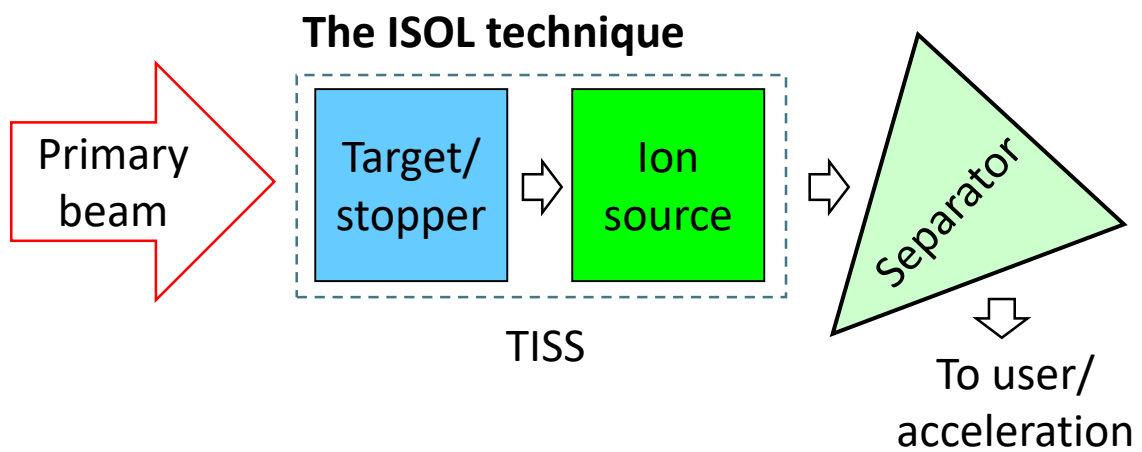 The ISOL technique
Primary
beam
Target/
stopper
Ion
source
Separator
TISS
To user/
acceleration